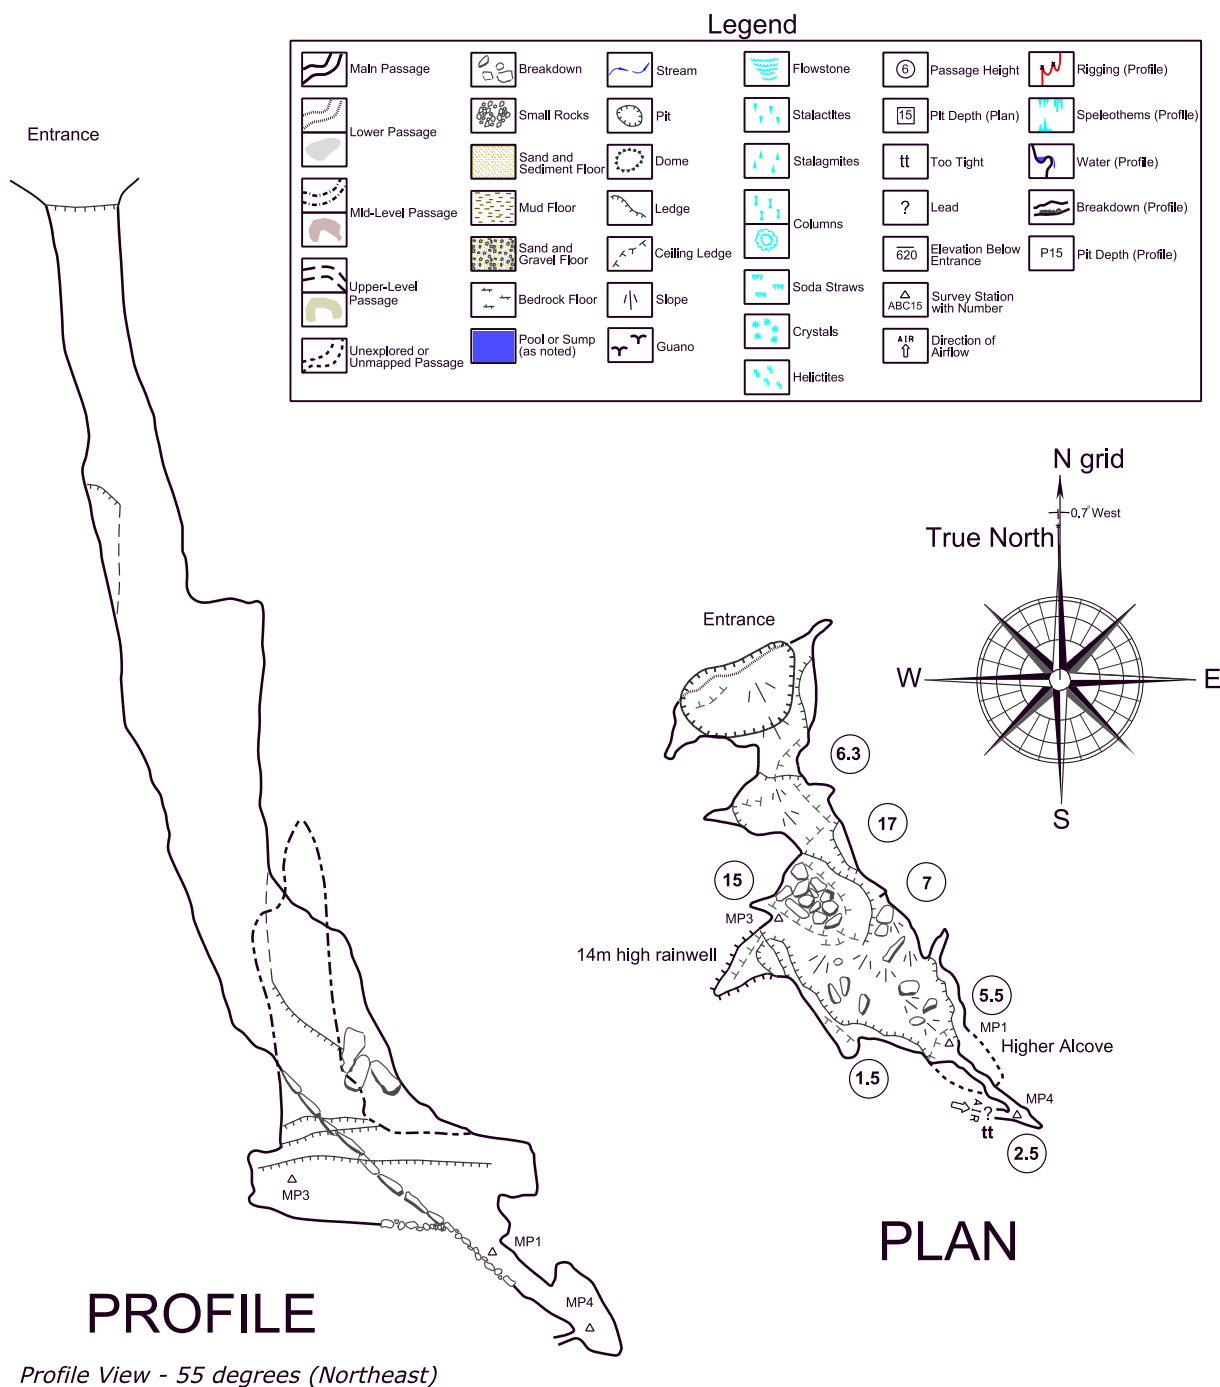 Legend
Main Passage
Lower Passage
Mid-Level Passage
Upper-Level
Passage
Unexplored or
Unmapped Passage
Breakdown
Small Rocks
Sand and
Sediment Floor
Mud Floor
Sand and
Gravel Floor
Bedrock Floor
Pool or Sump
(as noted)
Stream
Pit
Dome
Ledge
Ceiling Ledge
Slope
Guano
Flowstone
Stalactites
Stalagmites
Columns
Soda Straws
Crystals
Helictites
6 Passage Height
15 Pit Depth (Plan)
tt Too Tight
? Lead
620 Elevation Below
Entrance
ABC15 Survey Station
with Number
AIR Direction of
Airflow
Rigging (Profile)
Speleothems (Profile)
Water (Profile)
Breakdown (Profile)
P15 Pit Depth (Profile)
Entrance
MP3
MP1
MP4
PROFILE
Profile View - 55 degrees (Northeast)
N grid
0.7° West
True North
W
E
S
Entrance
6.3
17
15
7
MP3
14m high rainwell
5.5
MP1
Higher Alcove
1.5
MP4
AIR
?
tt
2.5
PLAN